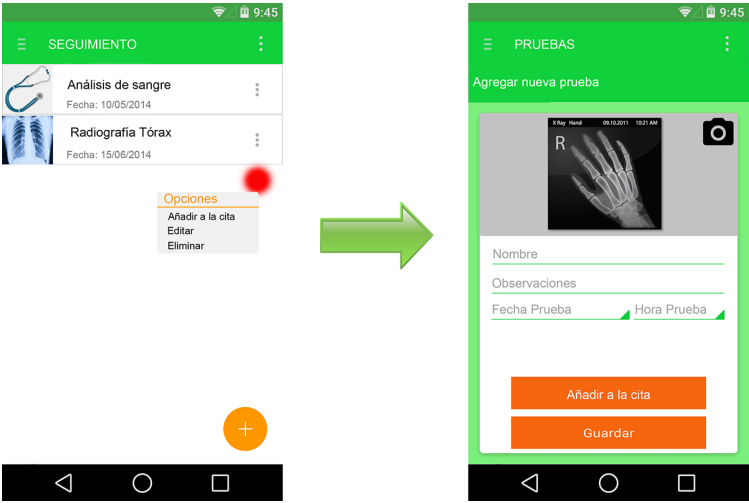 9:45
SEGUIMIENTO
Análisis de sangre
Fecha: 10/05/2014
Radiografía Tórax
Fecha: 15/06/2014
Opciones
Añadir a la cita
Editar
Eliminar
9:45
PRUEBAS
Agregar nueva prueba
X Ray Hand 09.10.2011 10:21 AM
R
Nombre
Observaciones
Fecha Prueba Hora Prueba
Añadir a la cita
Guardar